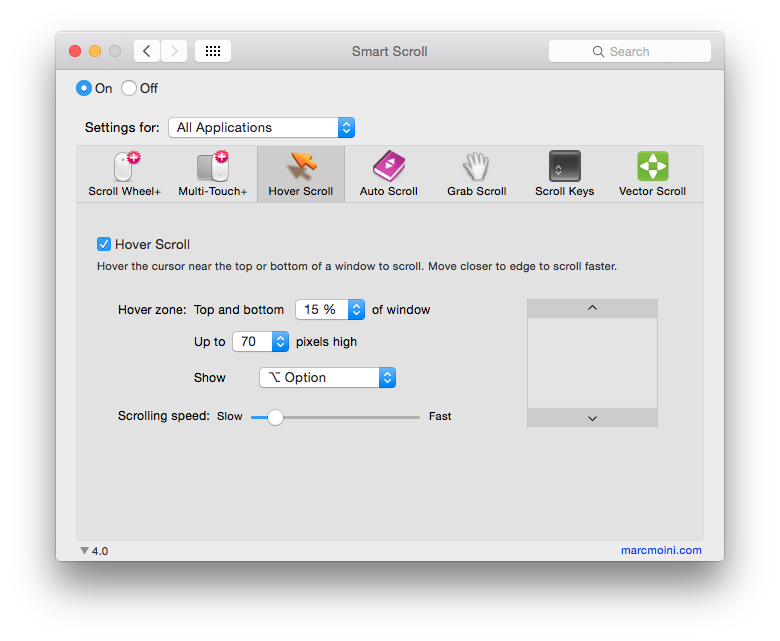 Smart Scroll
Search
On Off
Settings for: All Applications
Scroll Wheel+ Multi-Touch+ Hover Scroll Auto Scroll Grab Scroll Scroll Keys Vector Scroll
Hover Scroll
Hover the cursor near the top or bottom of a window to scroll. Move closer to edge to scroll faster.
Hover zone: Top and bottom 15 % of window
Up to 70 pixels high
Show ⌥ Option
Scrolling speed: Slow Fast
4.0
marcmoini.com